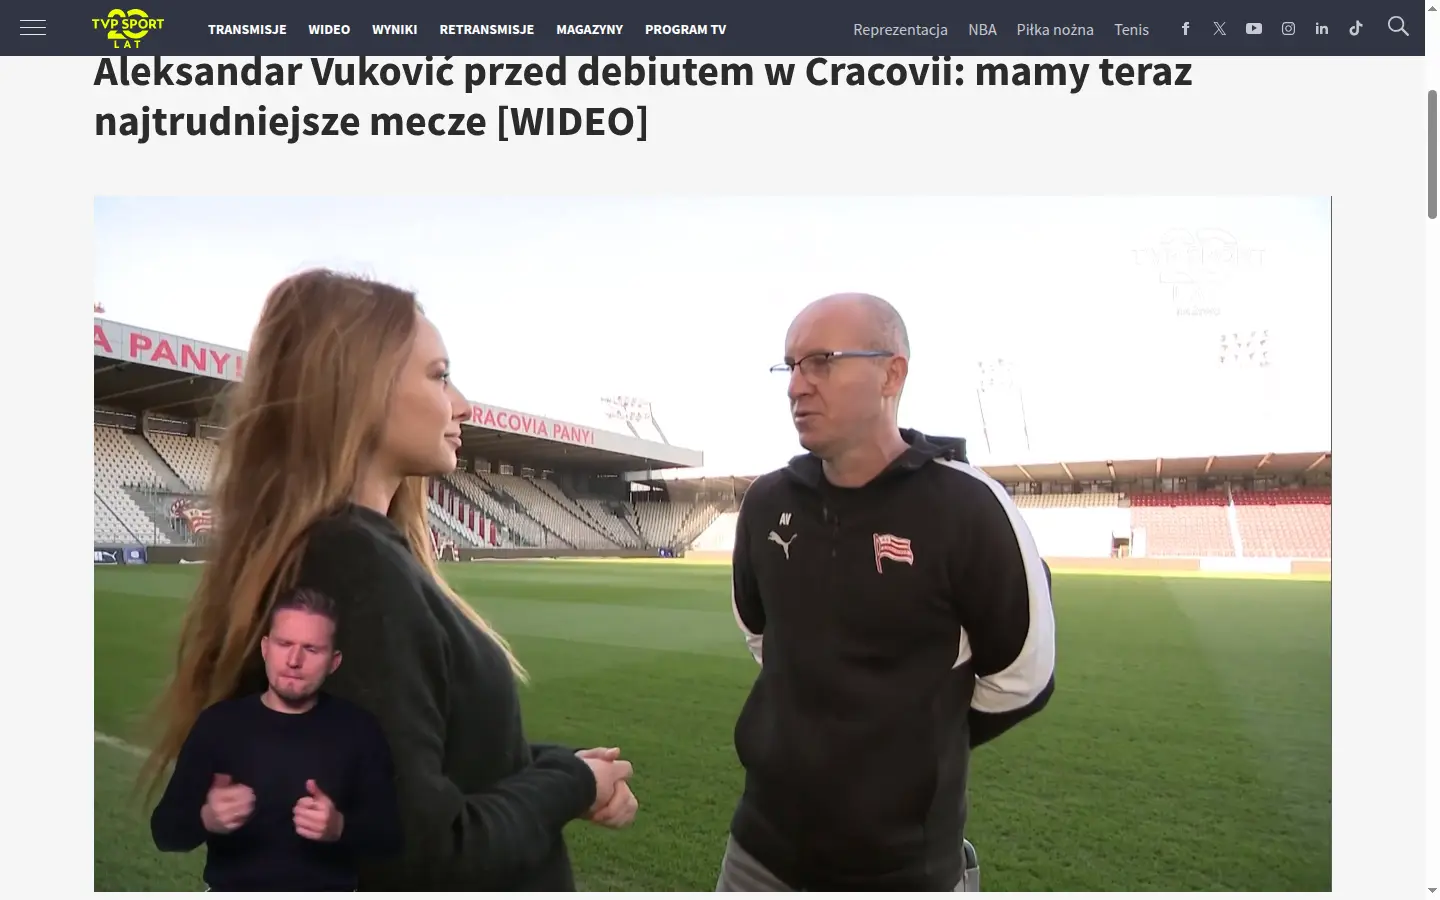 TVP SPORT
LAT
TRANSMISJE
WIDEO
WYNIKI
RETRANSMISJE
MAGAZYNY
PROGRAM TV
Reprezentacja
NBA
Piłka nożna
Tenis
Aleksandar Vuković przed debiutem w Cracovii: mamy teraz
najtrudniejsze mecze [WIDEO]
A PANY!
CRACOVIA PANY!
AV